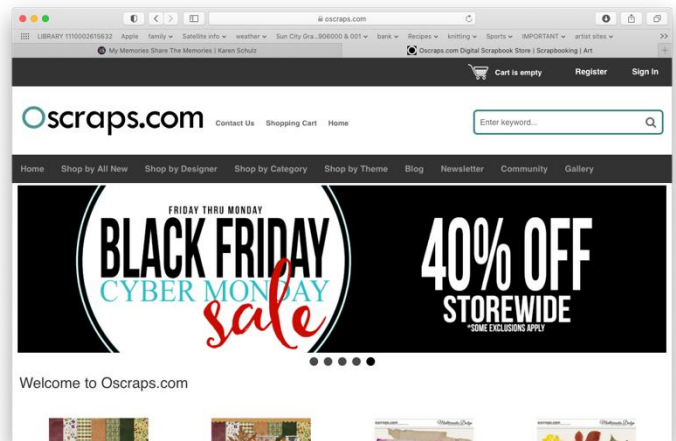 oscraps.com
LIBRARY 1110002615632 Apple family Satellite info weather Sun City Gra...906000 & 001 bank Recipes knitting Sports IMPORTANT artist sites >>
My Memories Share The Memories | Karen Schulz
Oscraps.com Digital Scrapbook Store | Scrapbooking | Art
Cart is empty Register Sign In
Oscraps.com Contact Us Shopping Cart Home Enter keyword...
Home Shop by All New Shop by Designer Shop by Category Shop by Theme Blog Newsletter Community Gallery
FRIDAY THRU MONDAY
BLACK FRIDAY
CYBER MONDAY
sale
40% OFF
STOREWIDE
*SOME EXCLUSIONS APPLY
Welcome to Oscraps.com